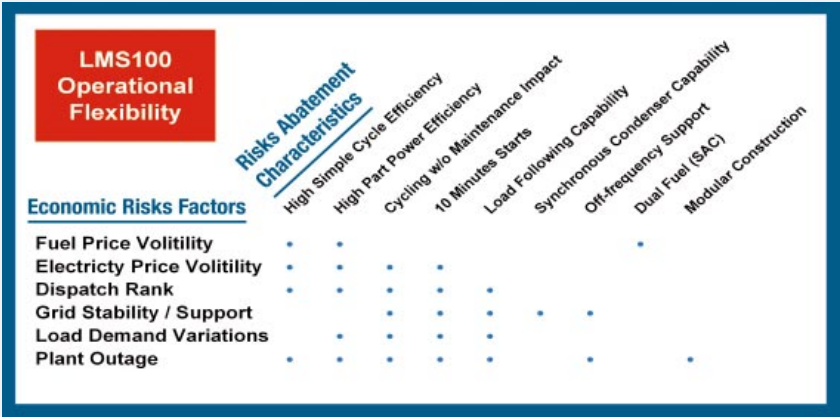 LMS100
Operational
Flexibility
Risks Abatement
Characteristics
High Simple Cycle Efficiency
High Part Power Efficiency
Cycling w/o Maintenance Impact
10 Minutes Starts
Load Following Capability
Synchronous Condenser Capability
Off-frequency Support
Dual Fuel (SAC)
Modular Construction
Economic Risks Factors
Fuel Price Volitility
Electricty Price Volitility
Dispatch Rank
Grid Stability / Support
Load Demand Variations
Plant Outage